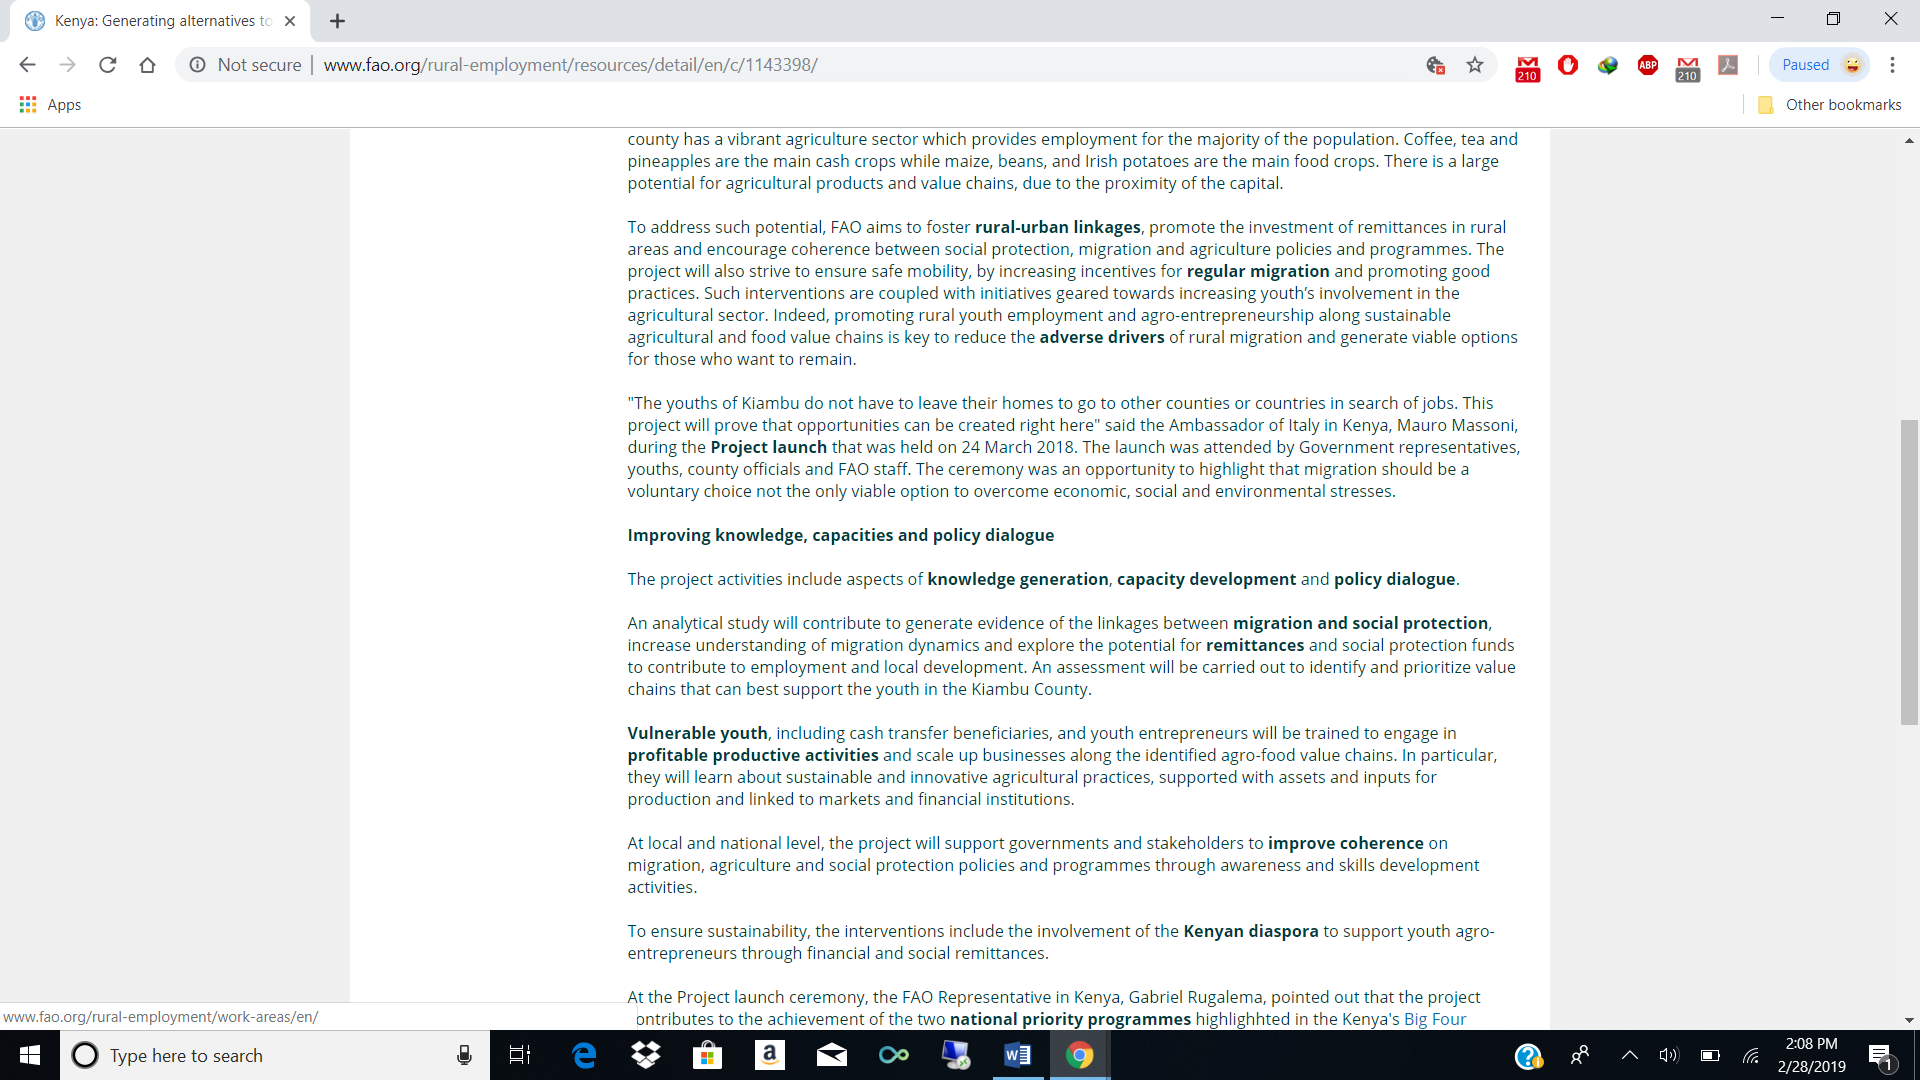 Kenya: Generating alternatives to
Not secure
www.fao.org/rural-employment/resources/detail/en/c/1143398/
210
ABP
210
Paused
Apps
Other bookmarks
county has a vibrant agriculture sector which provides employment for the majority of the population. Coffee, tea and
pineapples are the main cash crops while maize, beans, and Irish potatoes are the main food crops. There is a large
potential for agricultural products and value chains, due to the proximity of the capital.
To address such potential, FAO aims to foster rural-urban linkages, promote the investment of remittances in rural
areas and encourage coherence between social protection, migration and agriculture policies and programmes. The
project will also strive to ensure safe mobility, by increasing incentives for regular migration and promoting good
practices. Such interventions are coupled with initiatives geared towards increasing youth's involvement in the
agricultural sector. Indeed, promoting rural youth employment and agro-entrepreneurship along sustainable
agricultural and food value chains is key to reduce the adverse drivers of rural migration and generate viable options
for those who want to remain.
"The youths of Kiambu do not have to leave their homes to go to other counties or countries in search of jobs. This
project will prove that opportunities can be created right here" said the Ambassador of Italy in Kenya, Mauro Massoni,
during the Project launch that was held on 24 March 2018. The launch was attended by Government representatives,
youths, county officials and FAO staff. The ceremony was an opportunity to highlight that migration should be a
voluntary choice not the only viable option to overcome economic, social and environmental stresses.
Improving knowledge, capacities and policy dialogue
The project activities include aspects of knowledge generation, capacity development and policy dialogue.
An analytical study will contribute to generate evidence of the linkages between migration and social protection,
increase understanding of migration dynamics and explore the potential for remittances and social protection funds
to contribute to employment and local development. An assessment will be carried out to identify and prioritize value
chains that can best support the youth in the Kiambu County.
Vulnerable youth, including cash transfer beneficiaries, and youth entrepreneurs will be trained to engage in
profitable productive activities and scale up businesses along the identified agro-food value chains. In particular,
they will learn about sustainable and innovative agricultural practices, supported with assets and inputs for
production and linked to markets and financial institutions.
At local and national level, the project will support governments and stakeholders to improve coherence on
migration, agriculture and social protection policies and programmes through awareness and skills development
activities.
To ensure sustainability, the interventions include the involvement of the Kenyan diaspora to support youth agro-
entrepreneurs through financial and social remittances.
At the Project launch ceremony, the FAO Representative in Kenya, Gabriel Rugalema, pointed out that the project
ontributes to the achievement of the two national priority programmes highlighhted in the Kenya's Big Four
www.fao.org/rural-employment/work-areas/en/
Type here to search
2:08 PM
2/28/2019
1